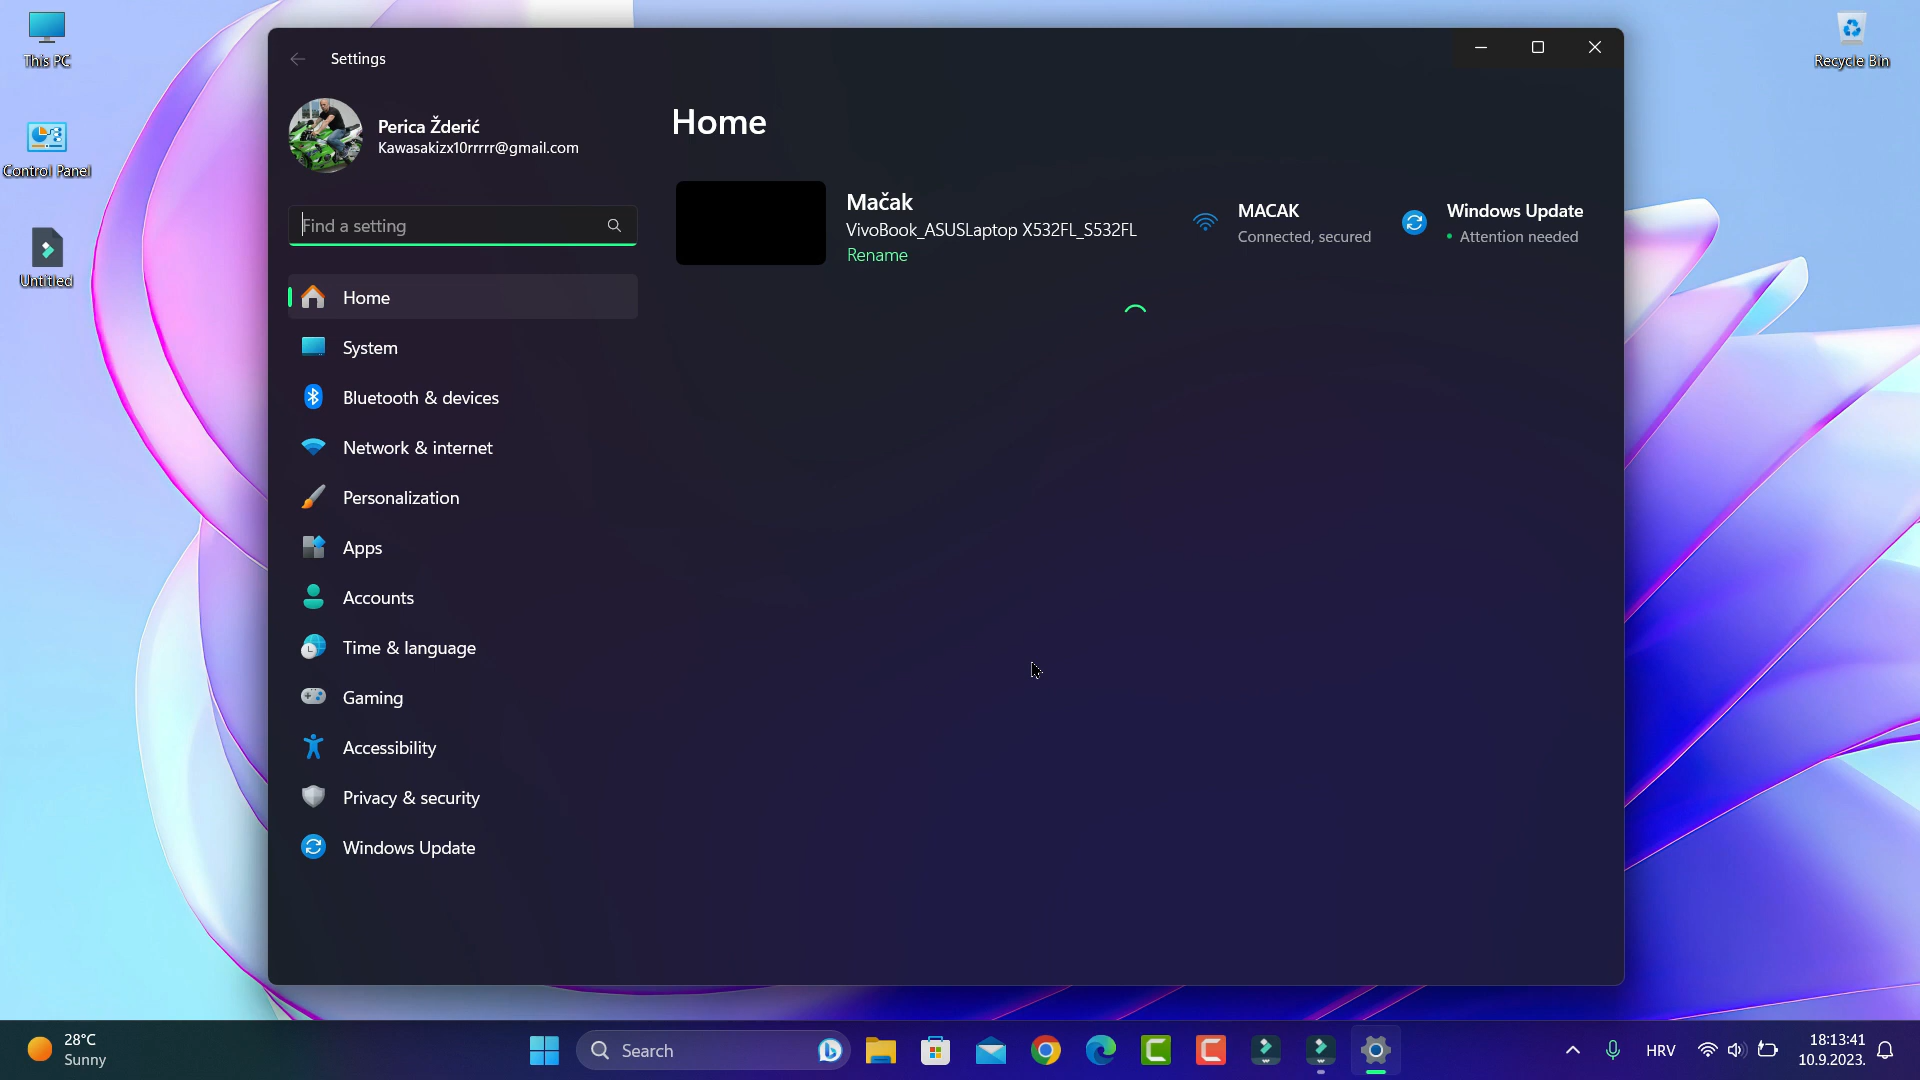 This PC
Control Panel
Untitled
Recycle Bin
Settings
Perica Žderić
Kawasakizx10rrrrr@gmail.com
Find a setting
Home
System
Bluetooth & devices
Network & internet
Personalization
Apps
Accounts
Time & language
Gaming
Accessibility
Privacy & security
Windows Update
Home
Mačak
VivoBook_ASUSLaptop X532FL_S532FL
Rename
MACAK
Connected, secured
Windows Update
Attention needed
28°C
Sunny
Search
HRV
18:13:41
10.9.2023.